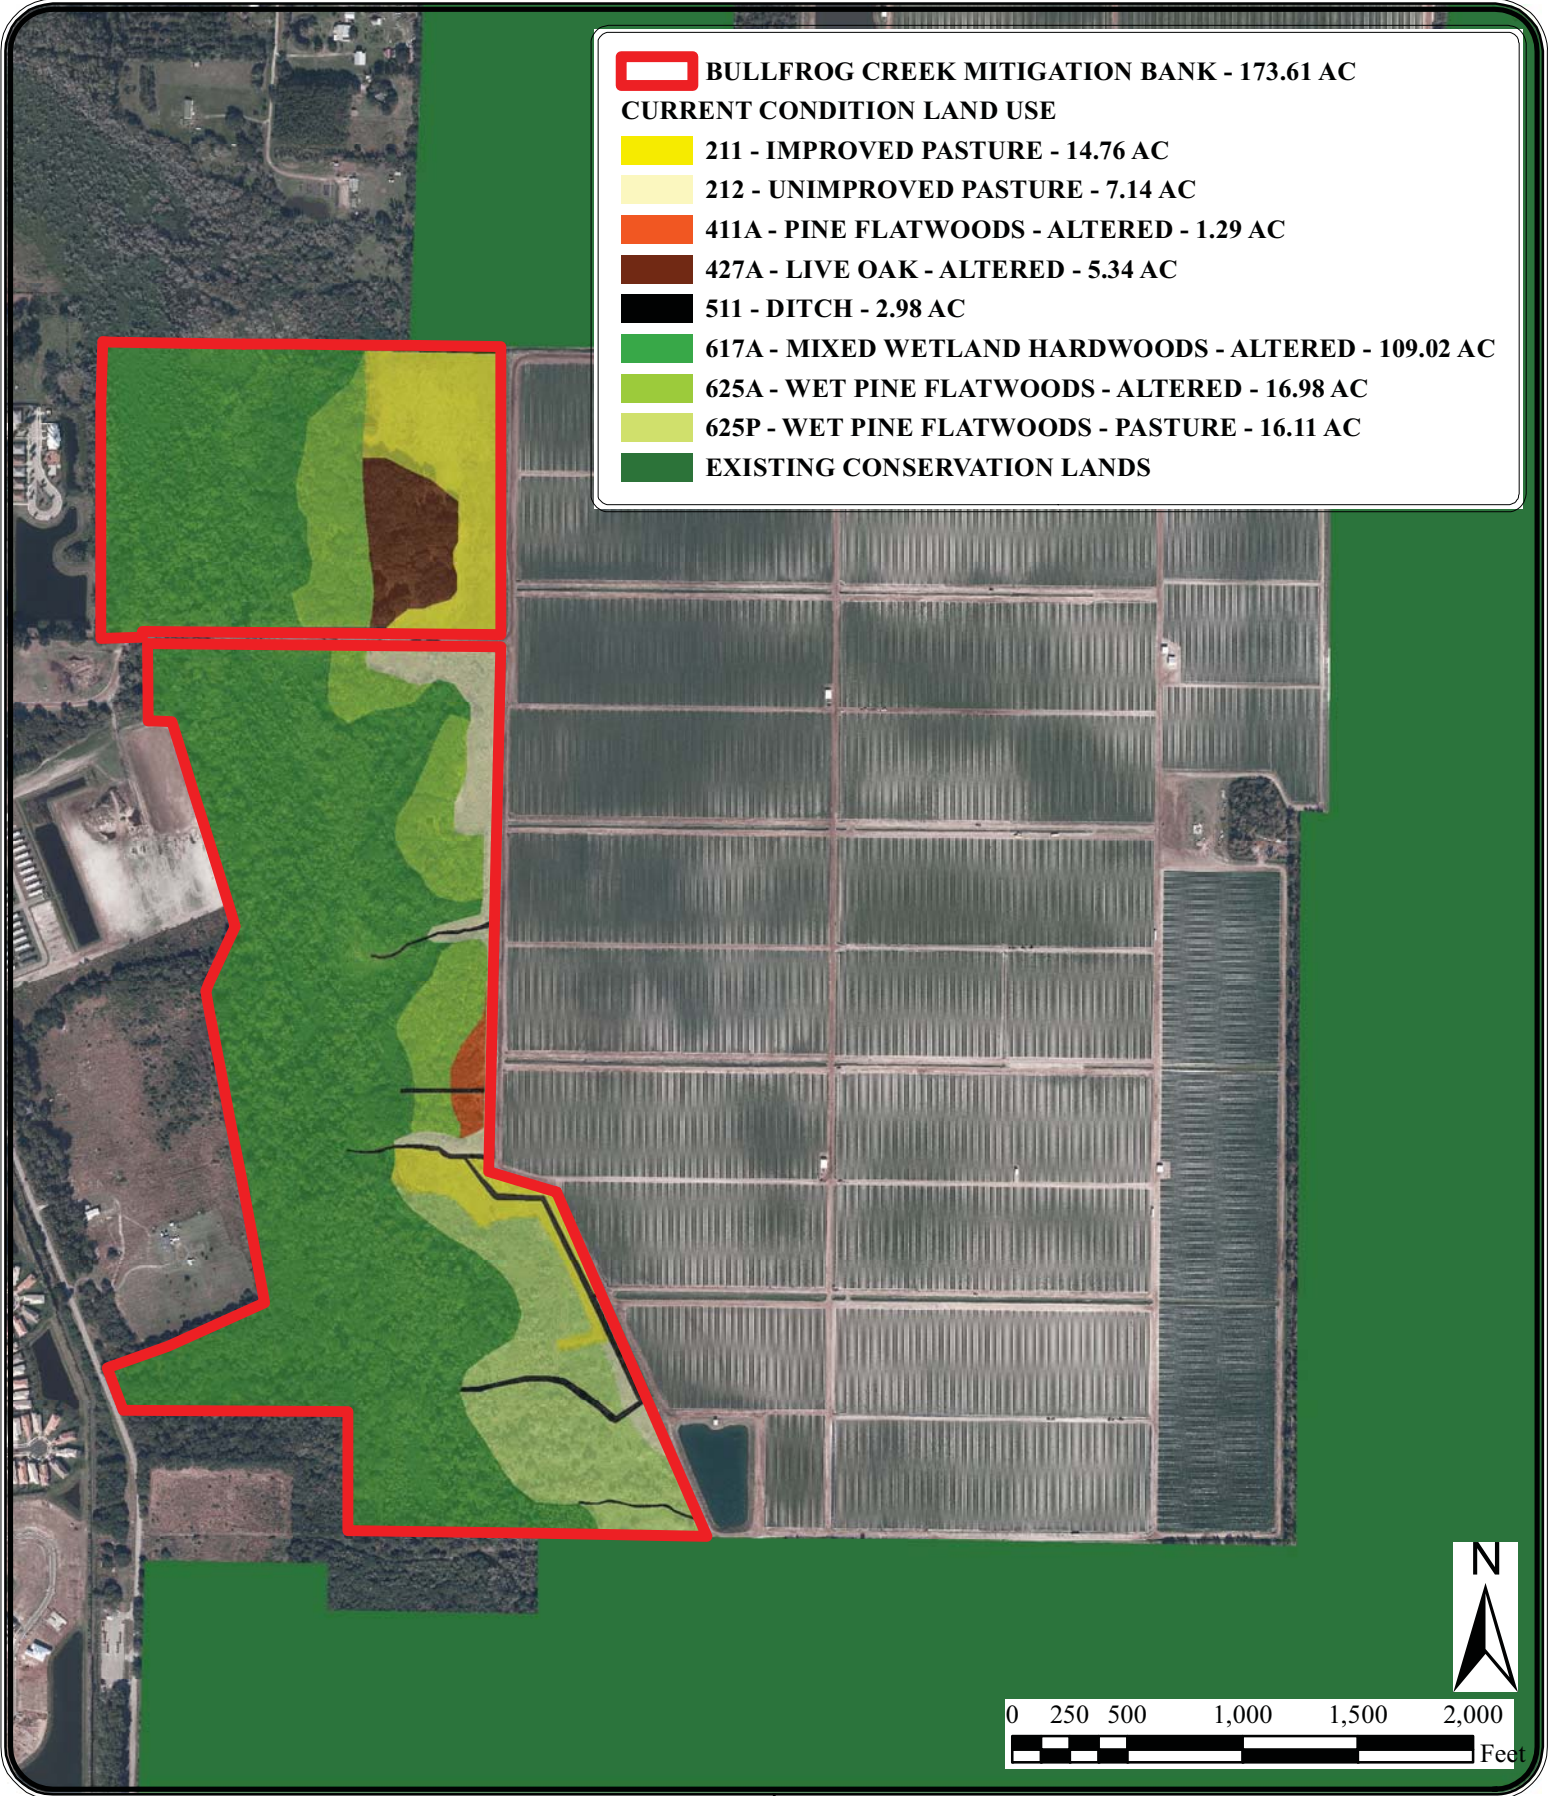 BULLFROG CREEK MITIGATION BANK - 173.61 AC
CURRENT CONDITION LAND USE
211 - IMPROVED PASTURE - 14.76 AC
212 - UNIMPROVED PASTURE - 7.14 AC
411A - PINE FLATWOODS - ALTERED - 1.29 AC
427A - LIVE OAK - ALTERED - 5.34 AC
511 - DITCH - 2.98 AC
617A - MIXED WETLAND HARDWOODS - ALTERED - 109.02 AC
625A - WET PINE FLATWOODS - ALTERED - 16.98 AC
625P - WET PINE FLATWOODS - PASTURE - 16.11 AC
EXISTING CONSERVATION LANDS
N
0 250 500 1,000 1,500 2,000
Feet